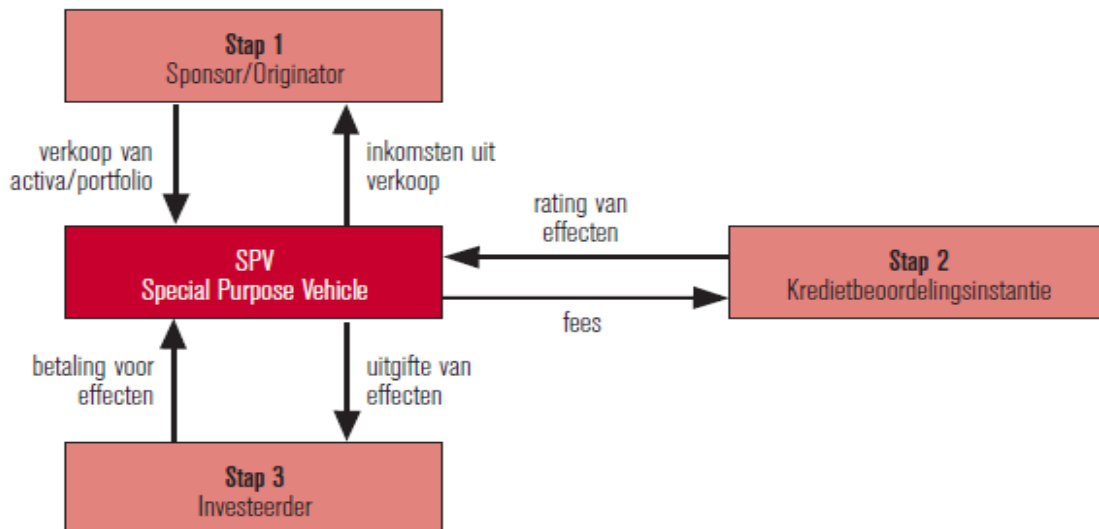 Stap 1
Sponsor/Originator
verkoop van
activa/portfolio
inkomsten uit
verkoop
rating van
effecten
SPV
Special Purpose Vehicle
Stap 2
Kredietbeoordelingsinstantie
fees
betaling voor
effecten
uitgifte van
effecten
Stap 3
Investeerder